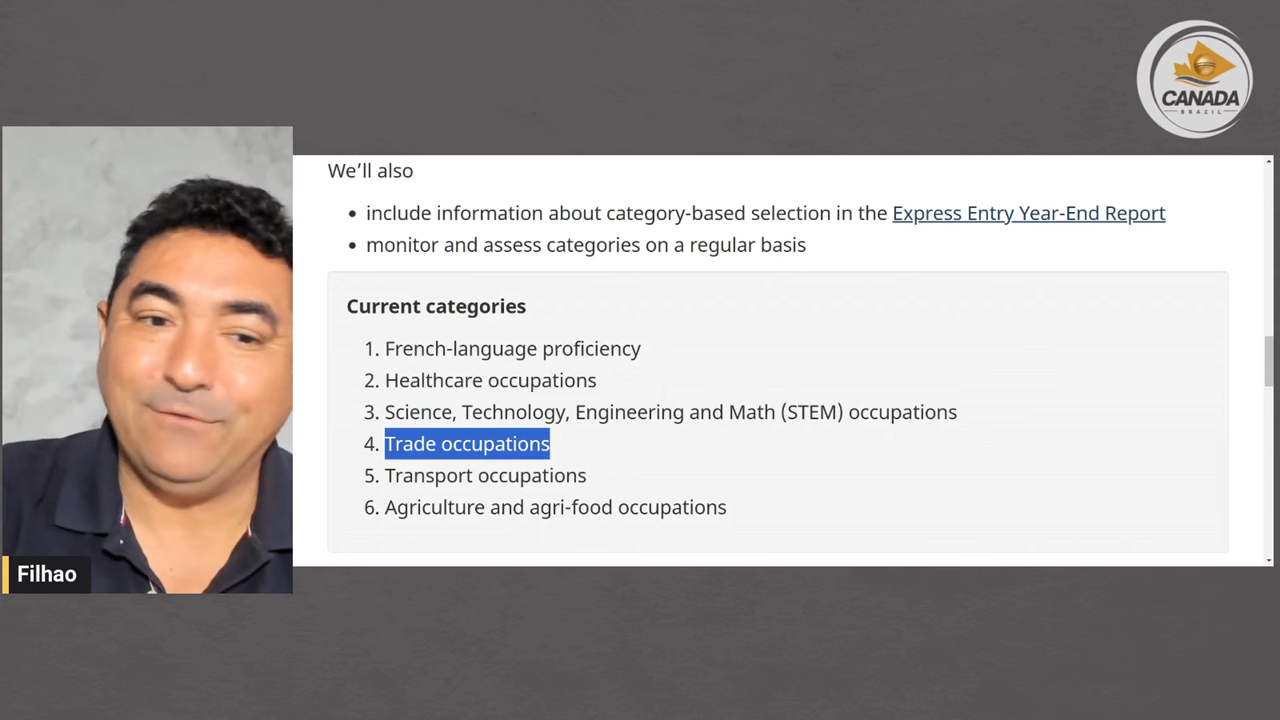 CANADA
BRAZIL
We’ll also
• include information about category-based selection in the Express Entry Year-End Report
• monitor and assess categories on a regular basis
Current categories
1. French-language proficiency
2. Healthcare occupations
3. Science, Technology, Engineering and Math (STEM) occupations
4. Trade occupations
5. Transport occupations
6. Agriculture and agri-food occupations
Filhao